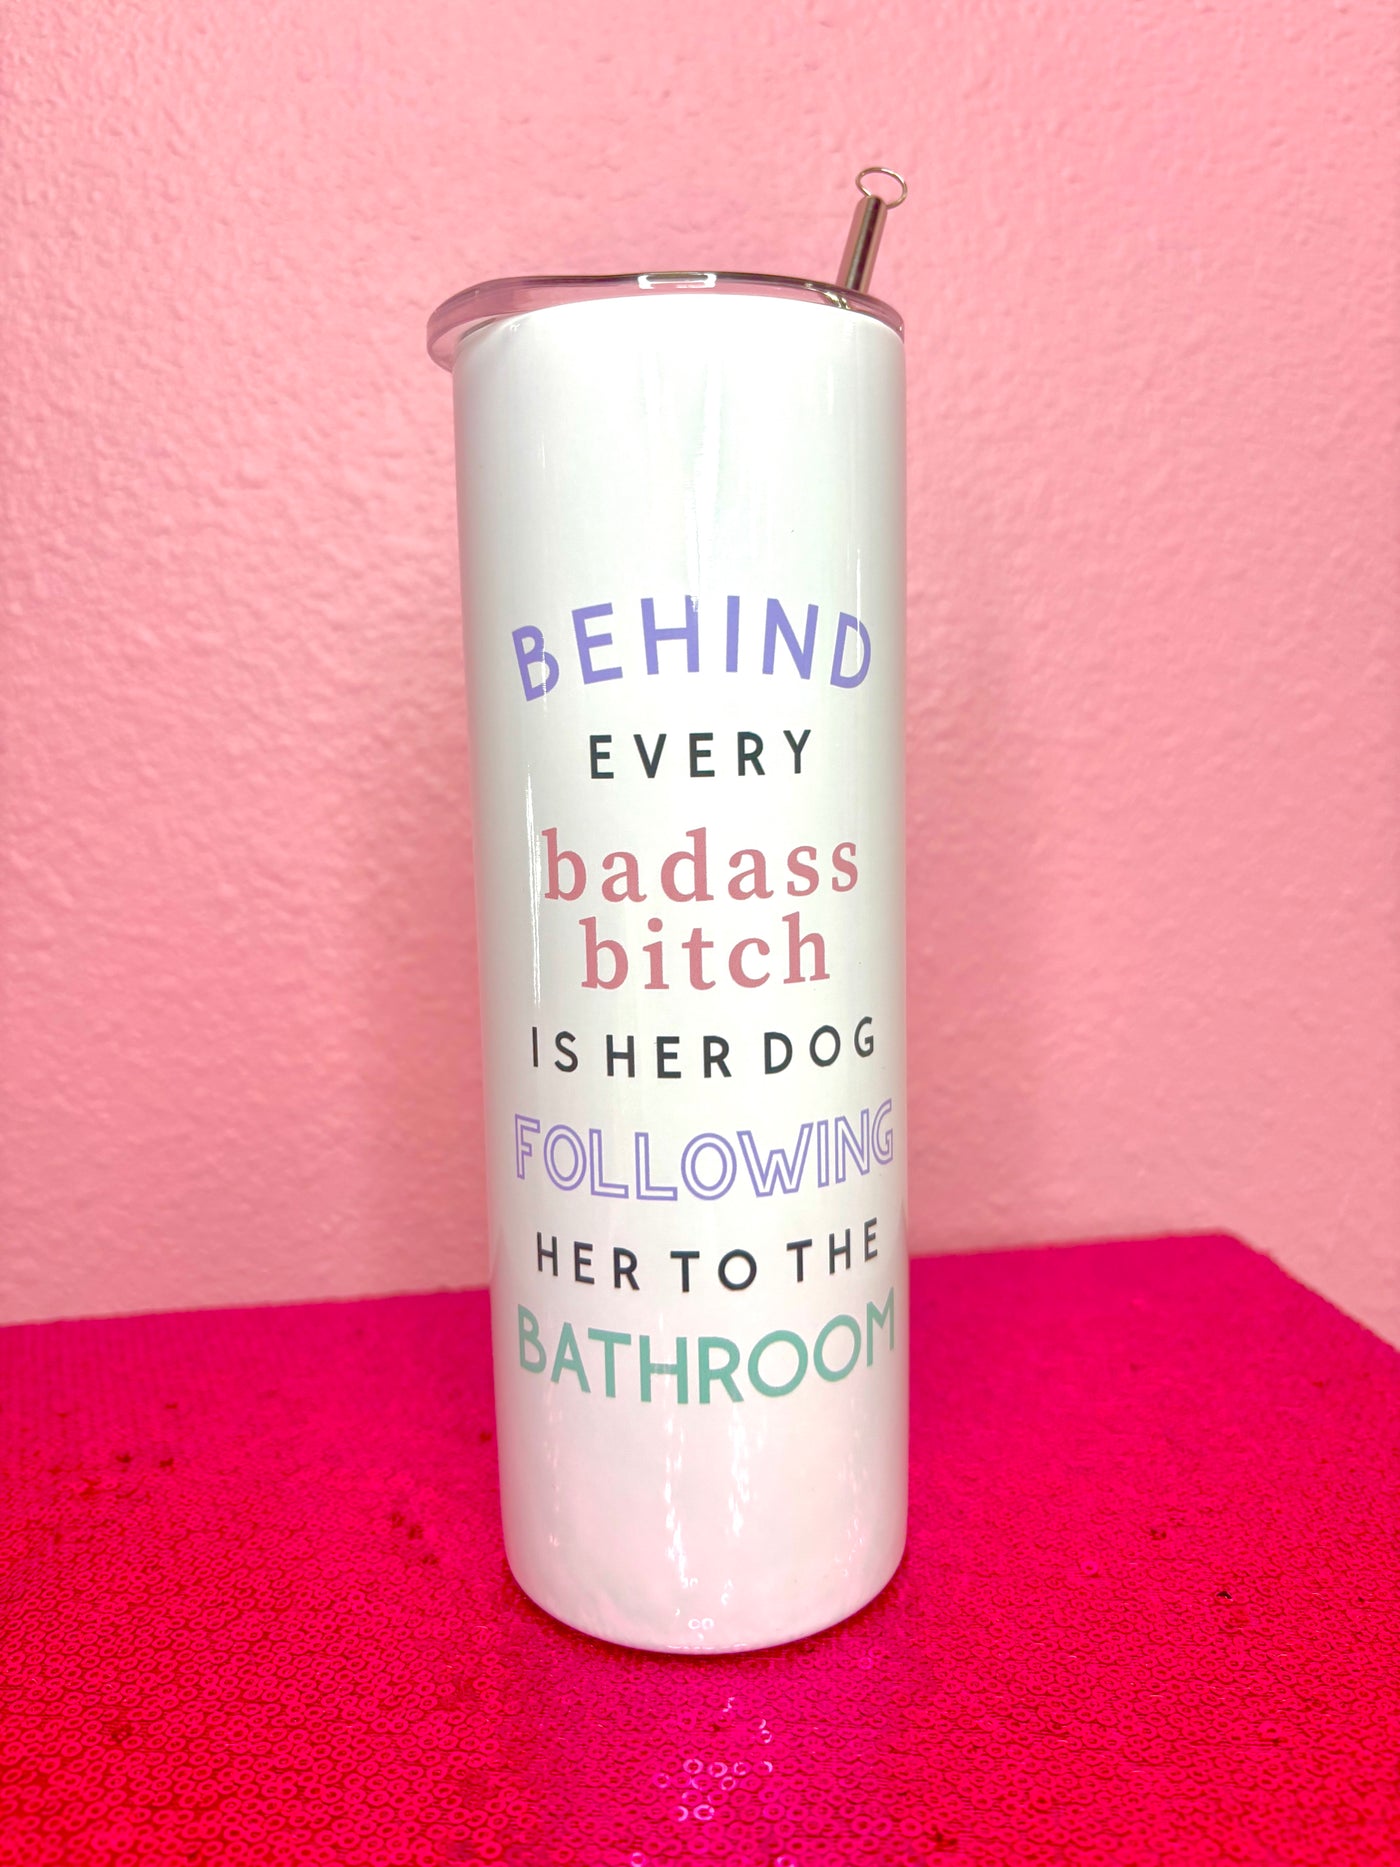 BEHIND
EVERY
badass
bitch
IS HER DOG
FOLLOWING
HER TO THE
BATHROOM